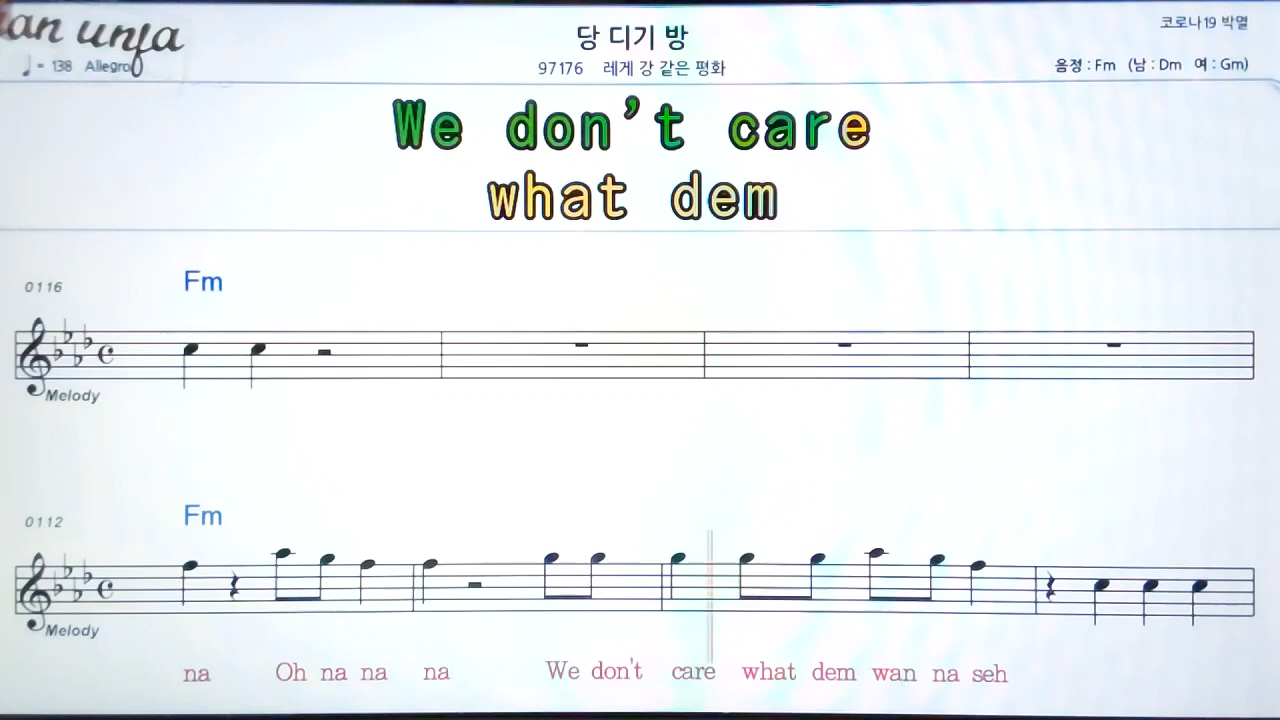 an unfa
코로나19 박멸
당 디기 방
♩ = 138 Allegro
97176 레게 강 같은 평화
음정 : Fm (남 : Dm 여 : Gm)
We don't care
what dem
0116
Fm
Melody
0112
Fm
Melody
na Oh na na na We don't care what dem wan na seh